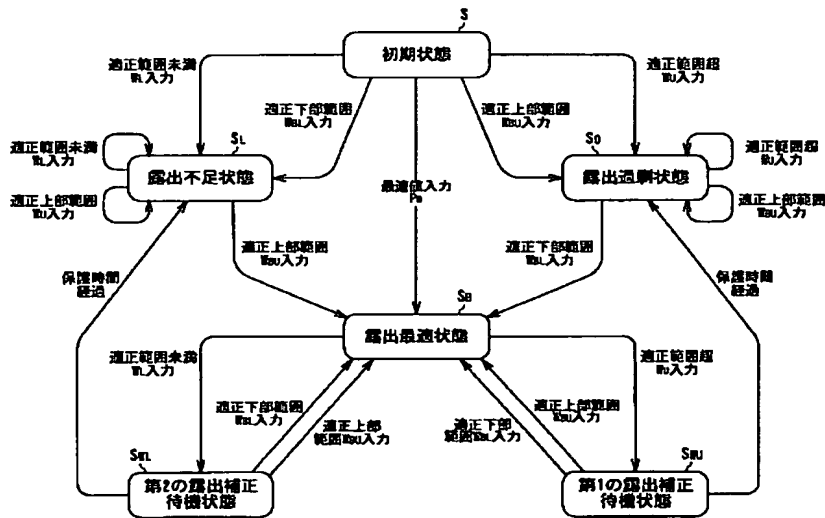 S
初期状態
適正範囲未満
WL入力
適正下部範囲
WBL入力
最適値入力
PB
適正上部範囲
WBU入力
適正範囲超
WU入力
適正範囲未満
WL入力
SL
露出不足状態
適正上部範囲
WU入力
SO
露出過剰状態
適正範囲超
WU入力
適正上部範囲
WBU入力
適正上部範囲
WBU入力
適正下部範囲
WBL入力
保護時間
経過
保護時間
経過
SB
露出最適状態
適正範囲未満
WL入力
適正範囲超
WU入力
適正下部範囲
WBL入力
適正上部
範囲WBU入力
適正下部
範囲WBL入力
適正上部範囲
WBU入力
SWL
第2の露出補正
待機状態
SWU
第1の露出補正
待機状態